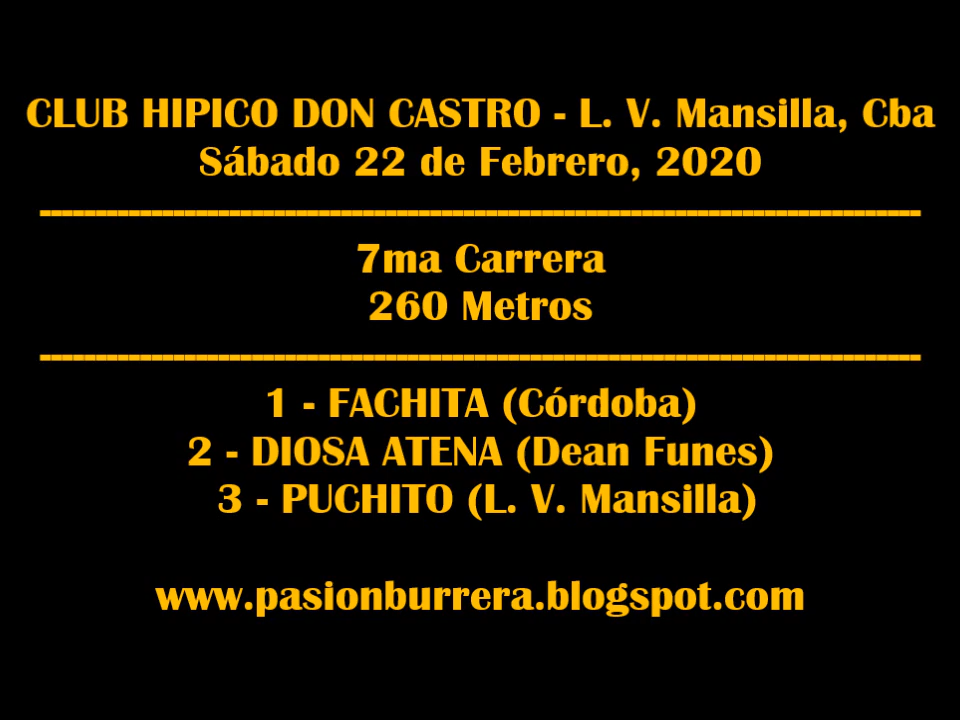 CLUB HIPICO DON CASTRO - L. V. Mansilla, Cba
Sábado 22 de Febrero, 2020
--------------------------------------------------------------------------------
7ma Carrera
260 Metros
--------------------------------------------------------------------------------
1 - FACHITA (Córdoba)
2 - DIOSA ATENA (Dean Funes)
3 - PUCHITO (L. V. Mansilla)
www.pasionburrera.blogspot.com